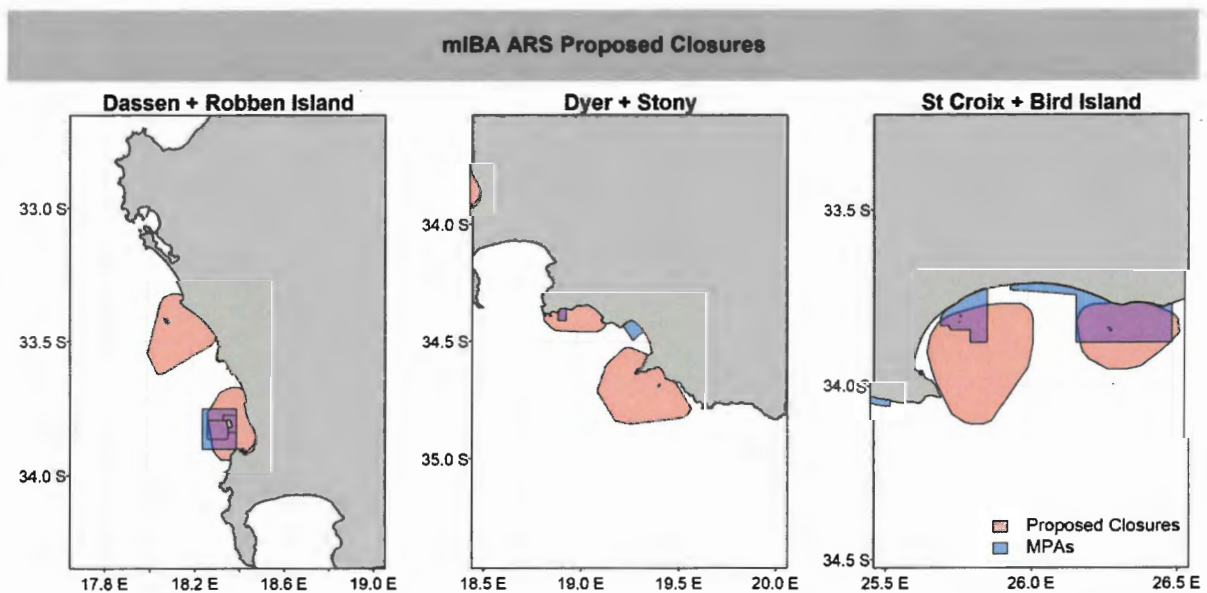 mIBA ARS Proposed Closures
Dassen + Robben Island
Dyer + Stony
St Croix + Bird Island
33.0 S
33.5 S
34.0 S
17.8 E
18.2 E
18.6 E
19.0 E
34.0 S
34.5 S
35.0 S
18.5 E
19.0 E
19.5 E
20.0 E
33.5 S
34.0 S
34.5 S
25.5 E
26.0 E
26.5 E
Proposed Closures
MPAs